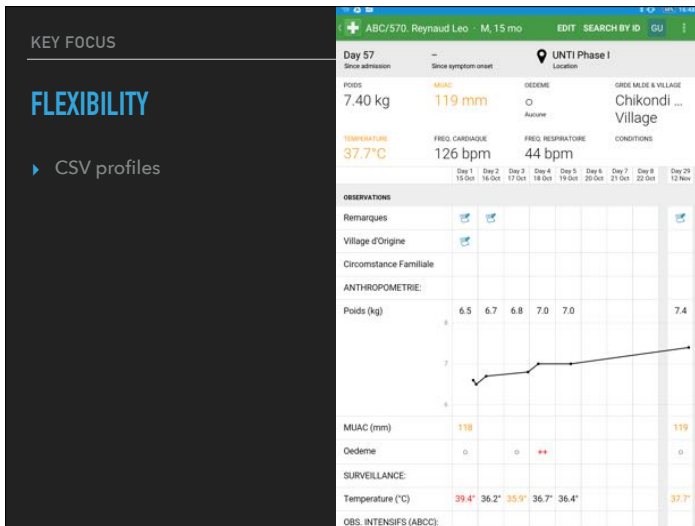 KEY FOCUS
FLEXIBILITY
CSV profiles
16:48
ABC/570. Reynaud Leo · M, 15 mo
EDIT SEARCH BY ID GU
Day 57
Since admission
–
Since symptom onset
UNTI Phase I
Location
POIDS
7.40 kg
MUAC
119 mm
OEDEME
○
Aucune
GRDE MLDE & VILLAGE
Chikondi ...
Village
TEMPERATURE
37.7°C
FREQ. CARDIAQUE
126 bpm
FREQ. RESPIRATOIRE
44 bpm
CONDITIONS
Day 1 Day 2 Day 3 Day 4 Day 5 Day 6 Day 7 Day 8 Day 29
15 Oct 16 Oct 17 Oct 18 Oct 19 Oct 20 Oct 21 Oct 22 Oct 12 Nov
OBSERVATIONS
Remarques
Village d'Origine
Circomstance Familiale
ANTHROPOMETRIE:
Poids (kg) 6.5 6.7 6.8 7.0 7.0 7.4
7
MUAC (mm) 118 119
Oedeme ○ ○ ++ ○
SURVEILLANCE:
Temperature (°C) 39.4° 36.2° 35.9° 36.7° 36.4° 37.7°
OBS. INTENSIFS (ABCC):